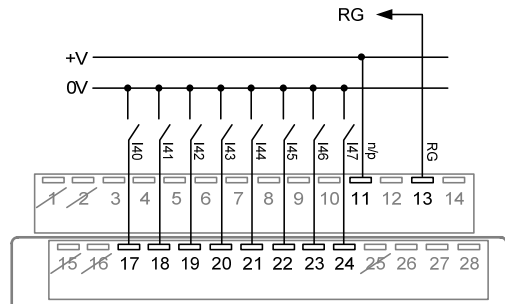 RG
+V
0V
I40 I41 I42 I43 I44 I45 I46 I47 n/p RG
1 2 3 4 5 6 7 8 9 10 11 12 13 14
15 16 17 18 19 20 21 22 23 24 25 26 27 28